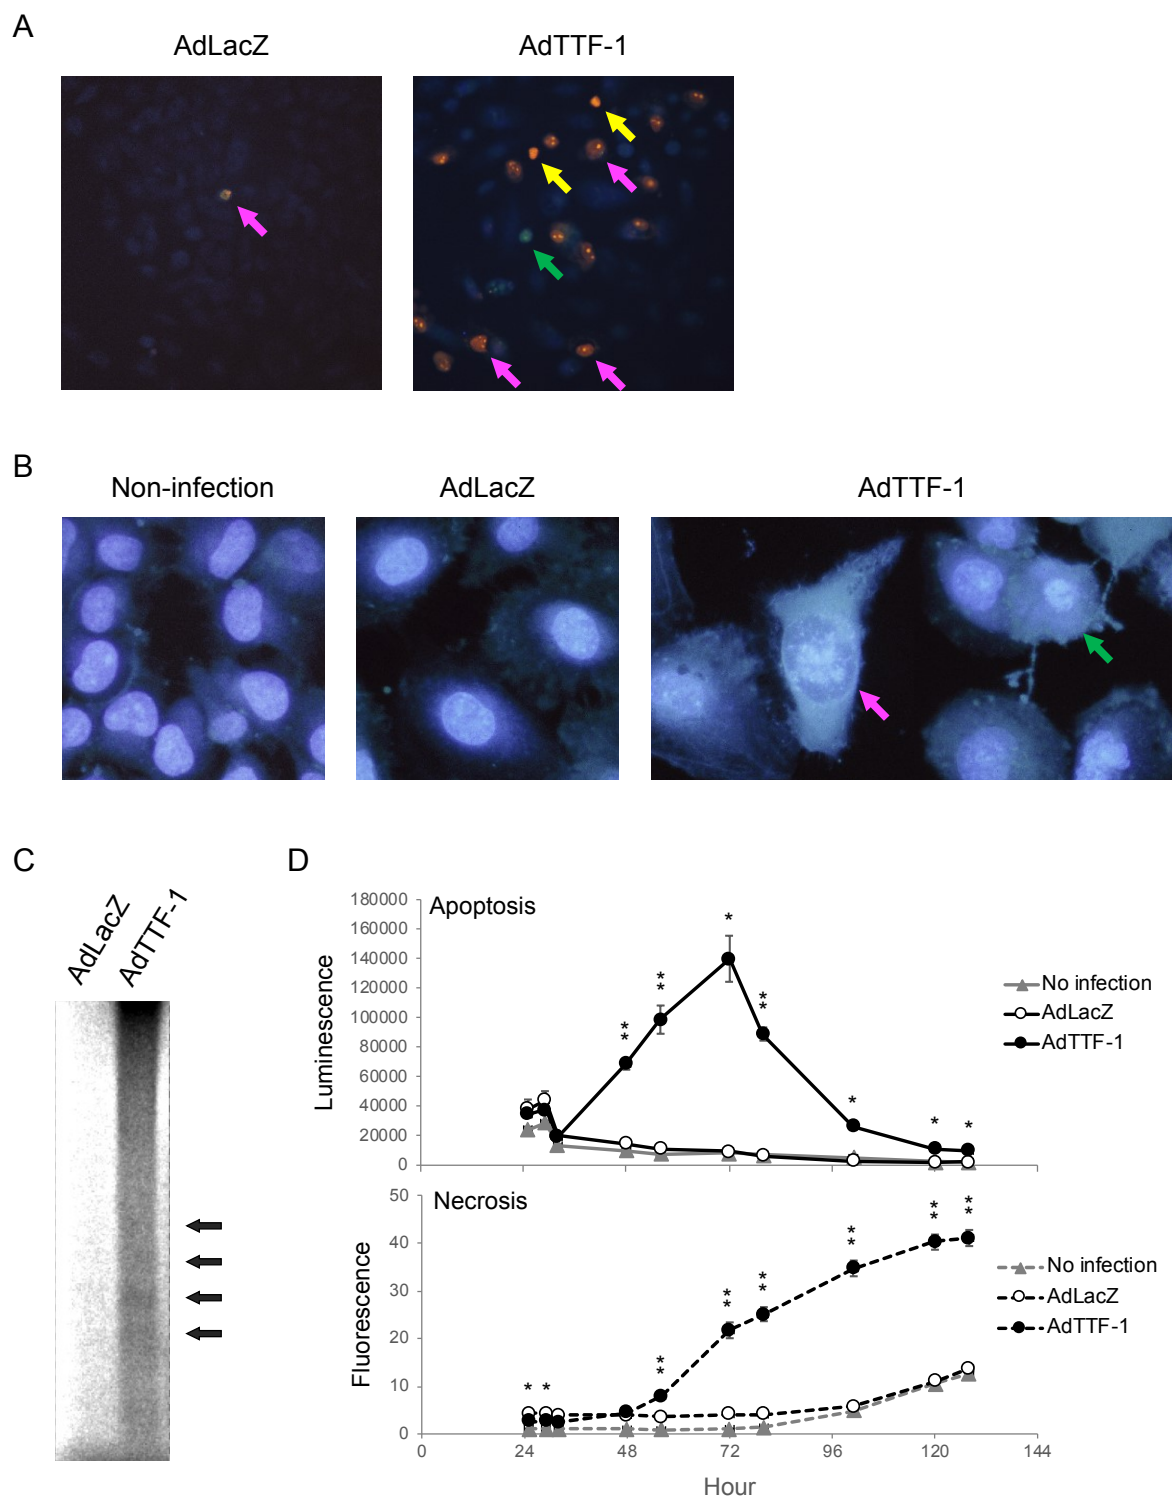 A
AdLacZ
AdTTF-1
B
Non-infection
AdLacZ
AdTTF-1
C
D
AdLacZ
AdTTF-1
Apoptosis
Luminescence
180000
160000
140000
120000
100000
80000
60000
40000
20000
0
**
**
*
**
*
*
*
No infection
AdLacZ
AdTTF-1
Necrosis
Fluorescence
50
40
30
20
10
0
*
*
**
**
**
**
**
**
No infection
AdLacZ
AdTTF-1
0
24
48
72
96
120
144
Hour